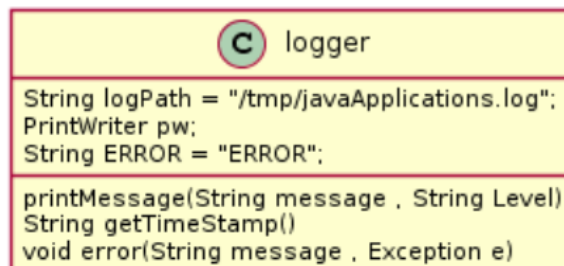 C logger
String logPath = "/tmp/javaApplications.log";
PrintWriter pw;
String ERROR = "ERROR";
printMessage(String message , String Level)
String getTimeStamp()
void error(String message , Exception e)